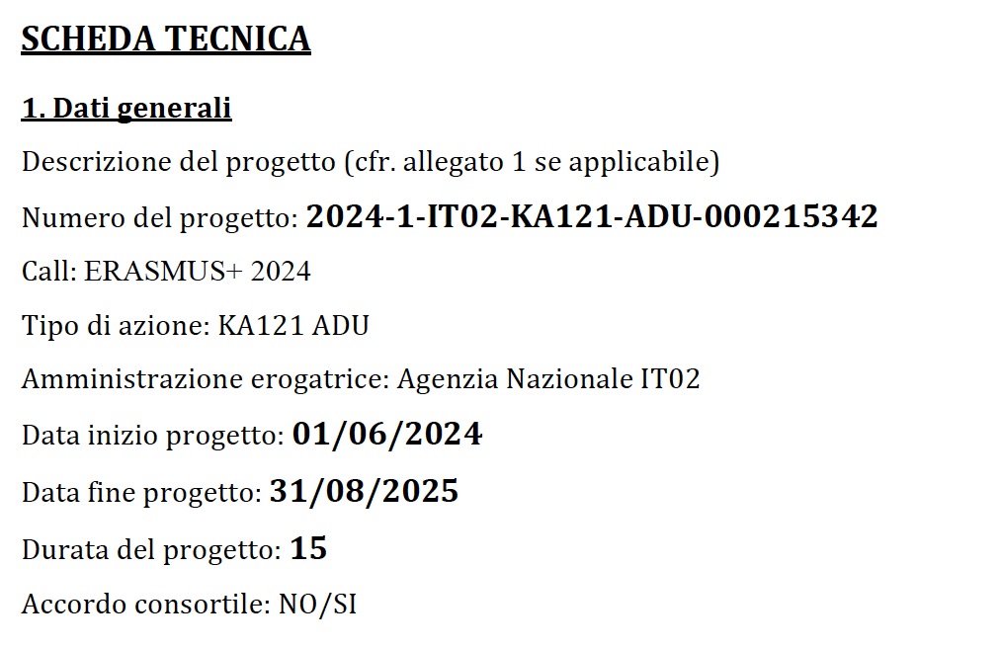 SCHEDA TECNICA
1. Dati generali
Descrizione del progetto (cfr. allegato 1 se applicabile)
Numero del progetto: 2024-1-IT02-KA121-ADU-000215342
Call: ERASMUS+ 2024
Tipo di azione: KA121 ADU
Amministrazione erogatrice: Agenzia Nazionale IT02
Data inizio progetto: 01/06/2024
Data fine progetto: 31/08/2025
Durata del progetto: 15
Accordo consortile: NO/SI